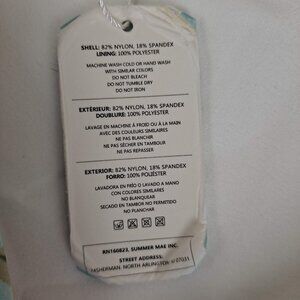 SHELL: 82% NYLON, 18% SPANDEX
LINING: 100% POLYESTER
MACHINE WASH COLD OR HAND WASH
WITH SIMILAR COLORS
DO NOT BLEACH
DO NOT TUMBLE DRY
DO NOT IRON
EXTÉRIEUR: 82% NYLON, 18% SPANDEX
DOUBLURE: 100% POLYESTER
LAVAGE EN MACHINE À FROID OU À LA MAIN
AVEC DES COULEURS SIMILAIRES
NE PAS BLANCHIR
NE PAS SÉCHER EN TAMBOUR
NE PAS REPASSER
EXTERIOR: 82% NYLON, 18% SPANDEX
FORRO: 100% POLIÉSTER
LAVADORA EN FRÍO O LAVADO A MANO
CON COLORES SIMILARES
NO BLANQUEAR
SECADO EN TAMBOR NO PERMITIDO
NO PLANCHAR
RN160823, SUMMER MAE INC.
STREET ADDRESS:
NORTH ARLINGTON, 07031